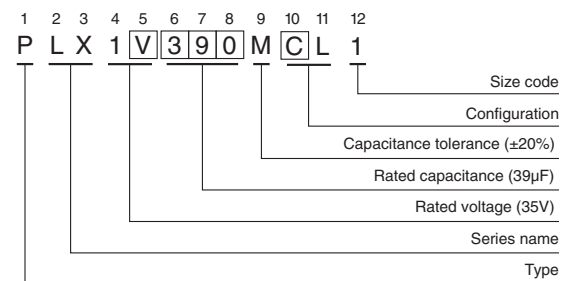 1 2 3 4 5 6 7 8 9 10 11 12
P L X 1 V 3 9 0 M C L 1
Size code
Configuration
Capacitance tolerance (±20%)
Rated capacitance (39µF)
Rated voltage (35V)
Series name
Type